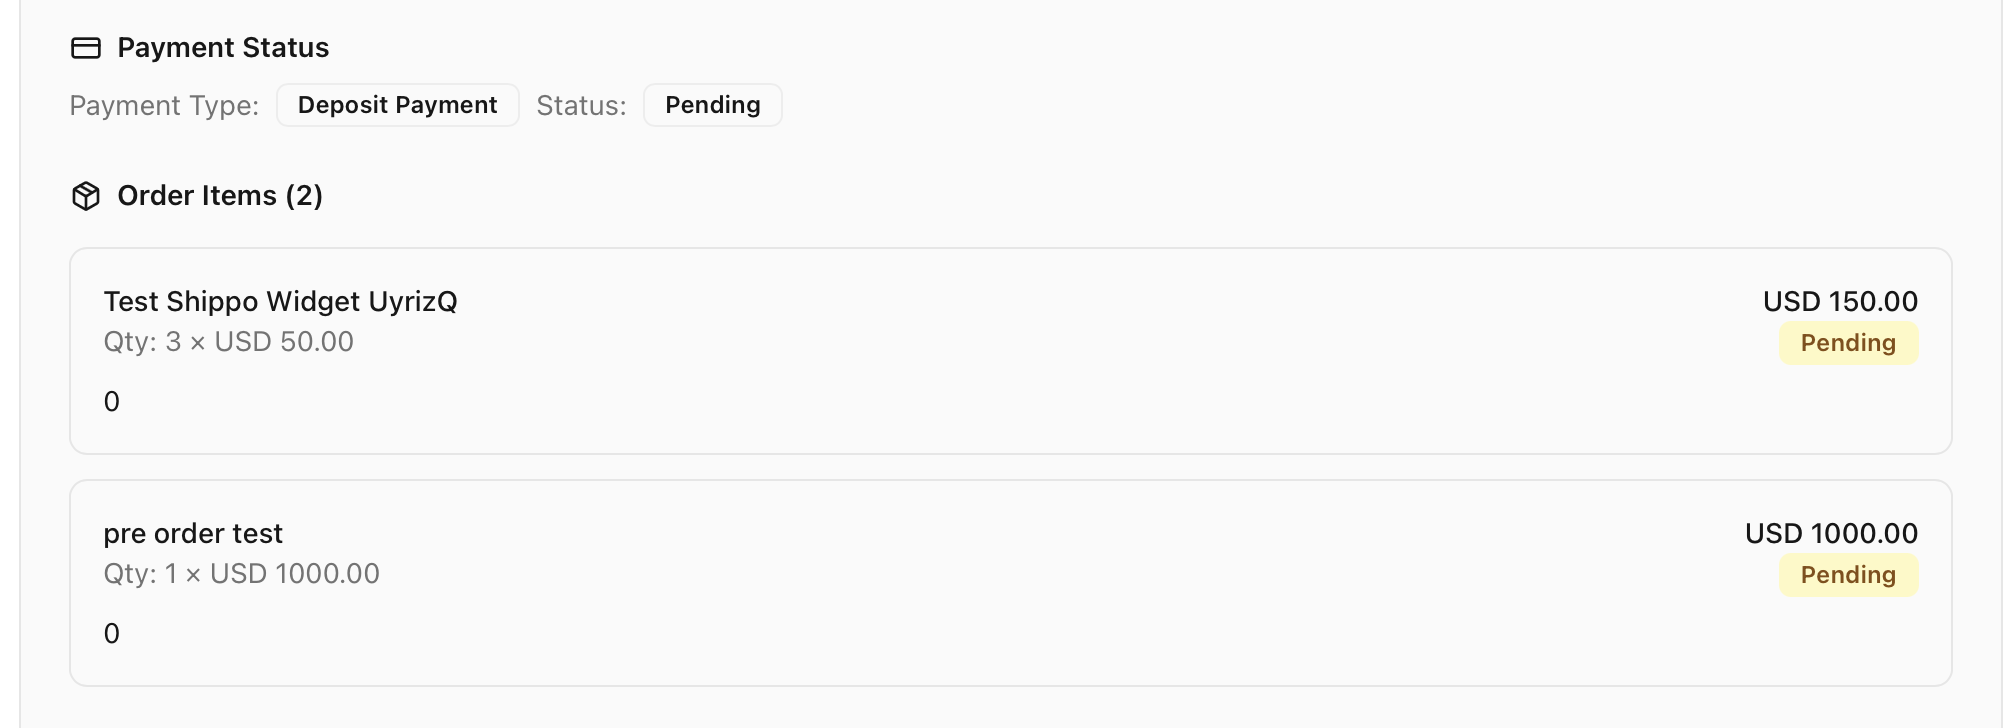 Payment Status
Payment Type: Deposit Payment Status: Pending
Order Items (2)
Test Shippo Widget UyrizQ USD 150.00
Qty: 3 × USD 50.00 Pending
0
pre order test USD 1000.00
Qty: 1 × USD 1000.00 Pending
0